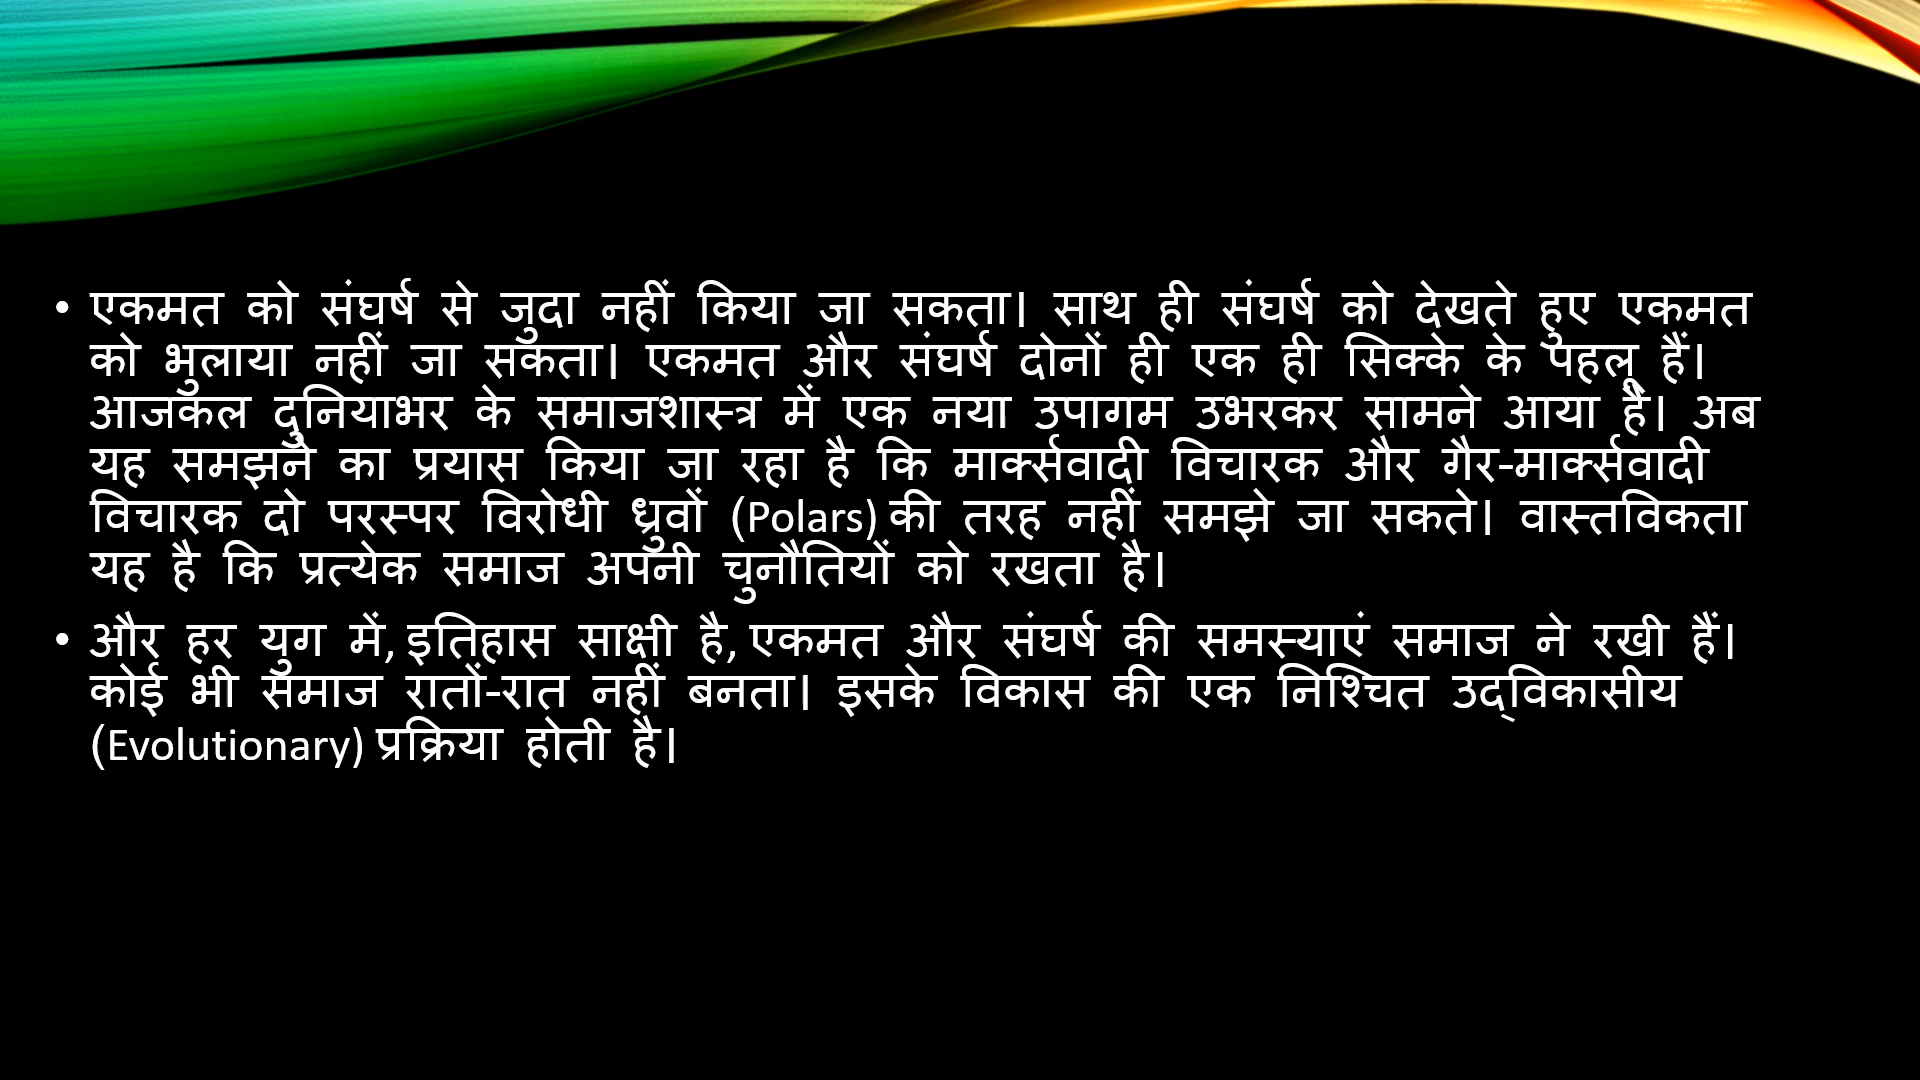 • एकमत को संघर्ष से जुदा नहीं किया जा सकता। साथ ही संघर्ष को देखते हुए एकमत
को भुलाया नहीं जा सकता। एकमत और संघर्ष दोनों ही एक ही सिक्के के पहलू हैं।
आजकल दुनियाभर के समाजशास्त्र में एक नया उपागम उभरकर सामने आया है। अब
यह समझने का प्रयास किया जा रहा है कि मार्क्सवादी विचारक और गैर-मार्क्सवादी
विचारक दो परस्पर विरोधी ध्रुवों (Polars) की तरह नहीं समझे जा सकते। वास्तविकता
यह है कि प्रत्येक समाज अपनी चुनौतियों को रखता है।
• और हर युग में, इतिहास साक्षी है, एकमत और संघर्ष की समस्याएं समाज ने रखी हैं।
कोई भी समाज रातों-रात नहीं बनता। इसके विकास की एक निश्चित उद्‌विकासीय
(Evolutionary) प्रक्रिया होती है।